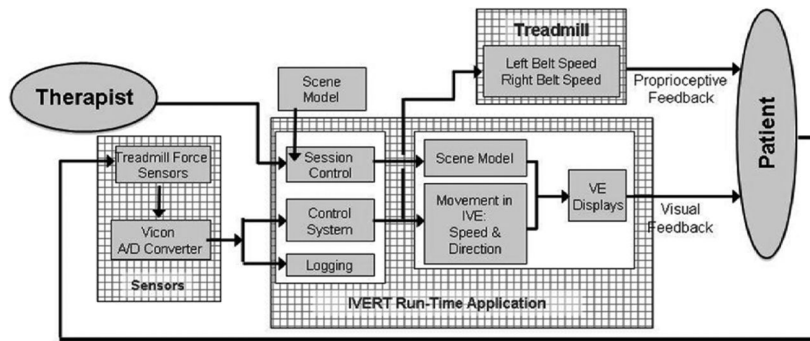 Treadmill
Left Belt Speed
Right Belt Speed
Proprioceptive
Feedback
Therapist
Scene
Model
Patient
Treadmill Force
Sensors
Vicon
A/D Converter
Sensors
Session
Control
Control
System
Logging
Scene Model
Movement in
IVE:
Speed &
Direction
VE
Displays
Visual
Feedback
IVERT Run-Time Application